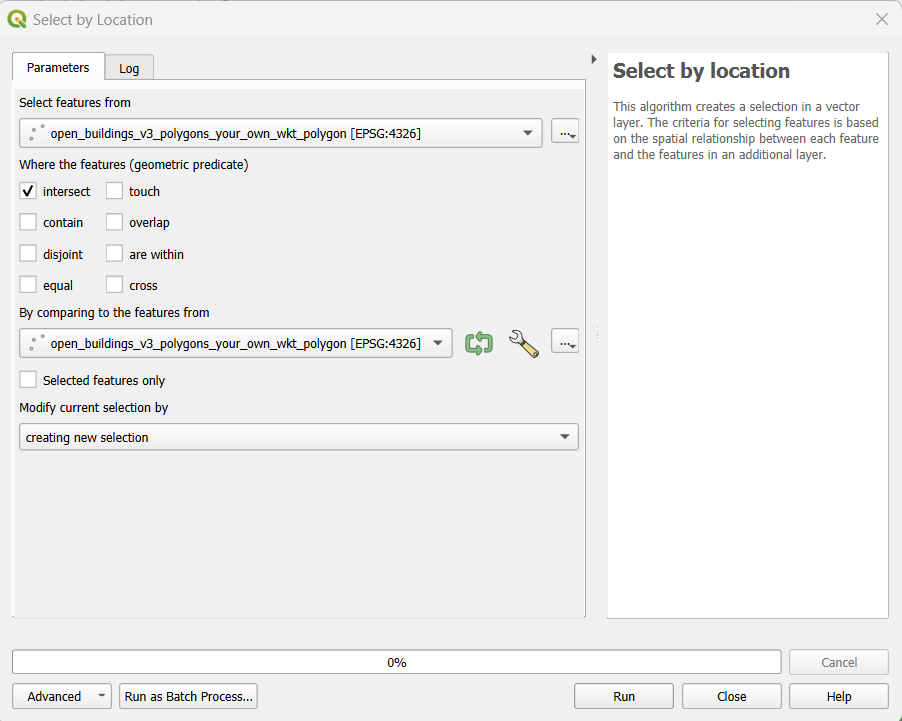 Select by Location
Parameters
Log
Select features from
open_buildings_v3_polygons_your_own_wkt_polygon [EPSG:4326]
...
Where the features (geometric predicate)
intersect
touch
contain
overlap
disjoint
are within
equal
cross
By comparing to the features from
open_buildings_v3_polygons_your_own_wkt_polygon [EPSG:4326]
...
Selected features only
Modify current selection by
creating new selection
Select by location
This algorithm creates a selection in a vector
layer. The criteria for selecting features is based
on the spatial relationship between each feature
and the features in an additional layer.
0%
Cancel
Advanced
Run as Batch Process...
Run
Close
Help